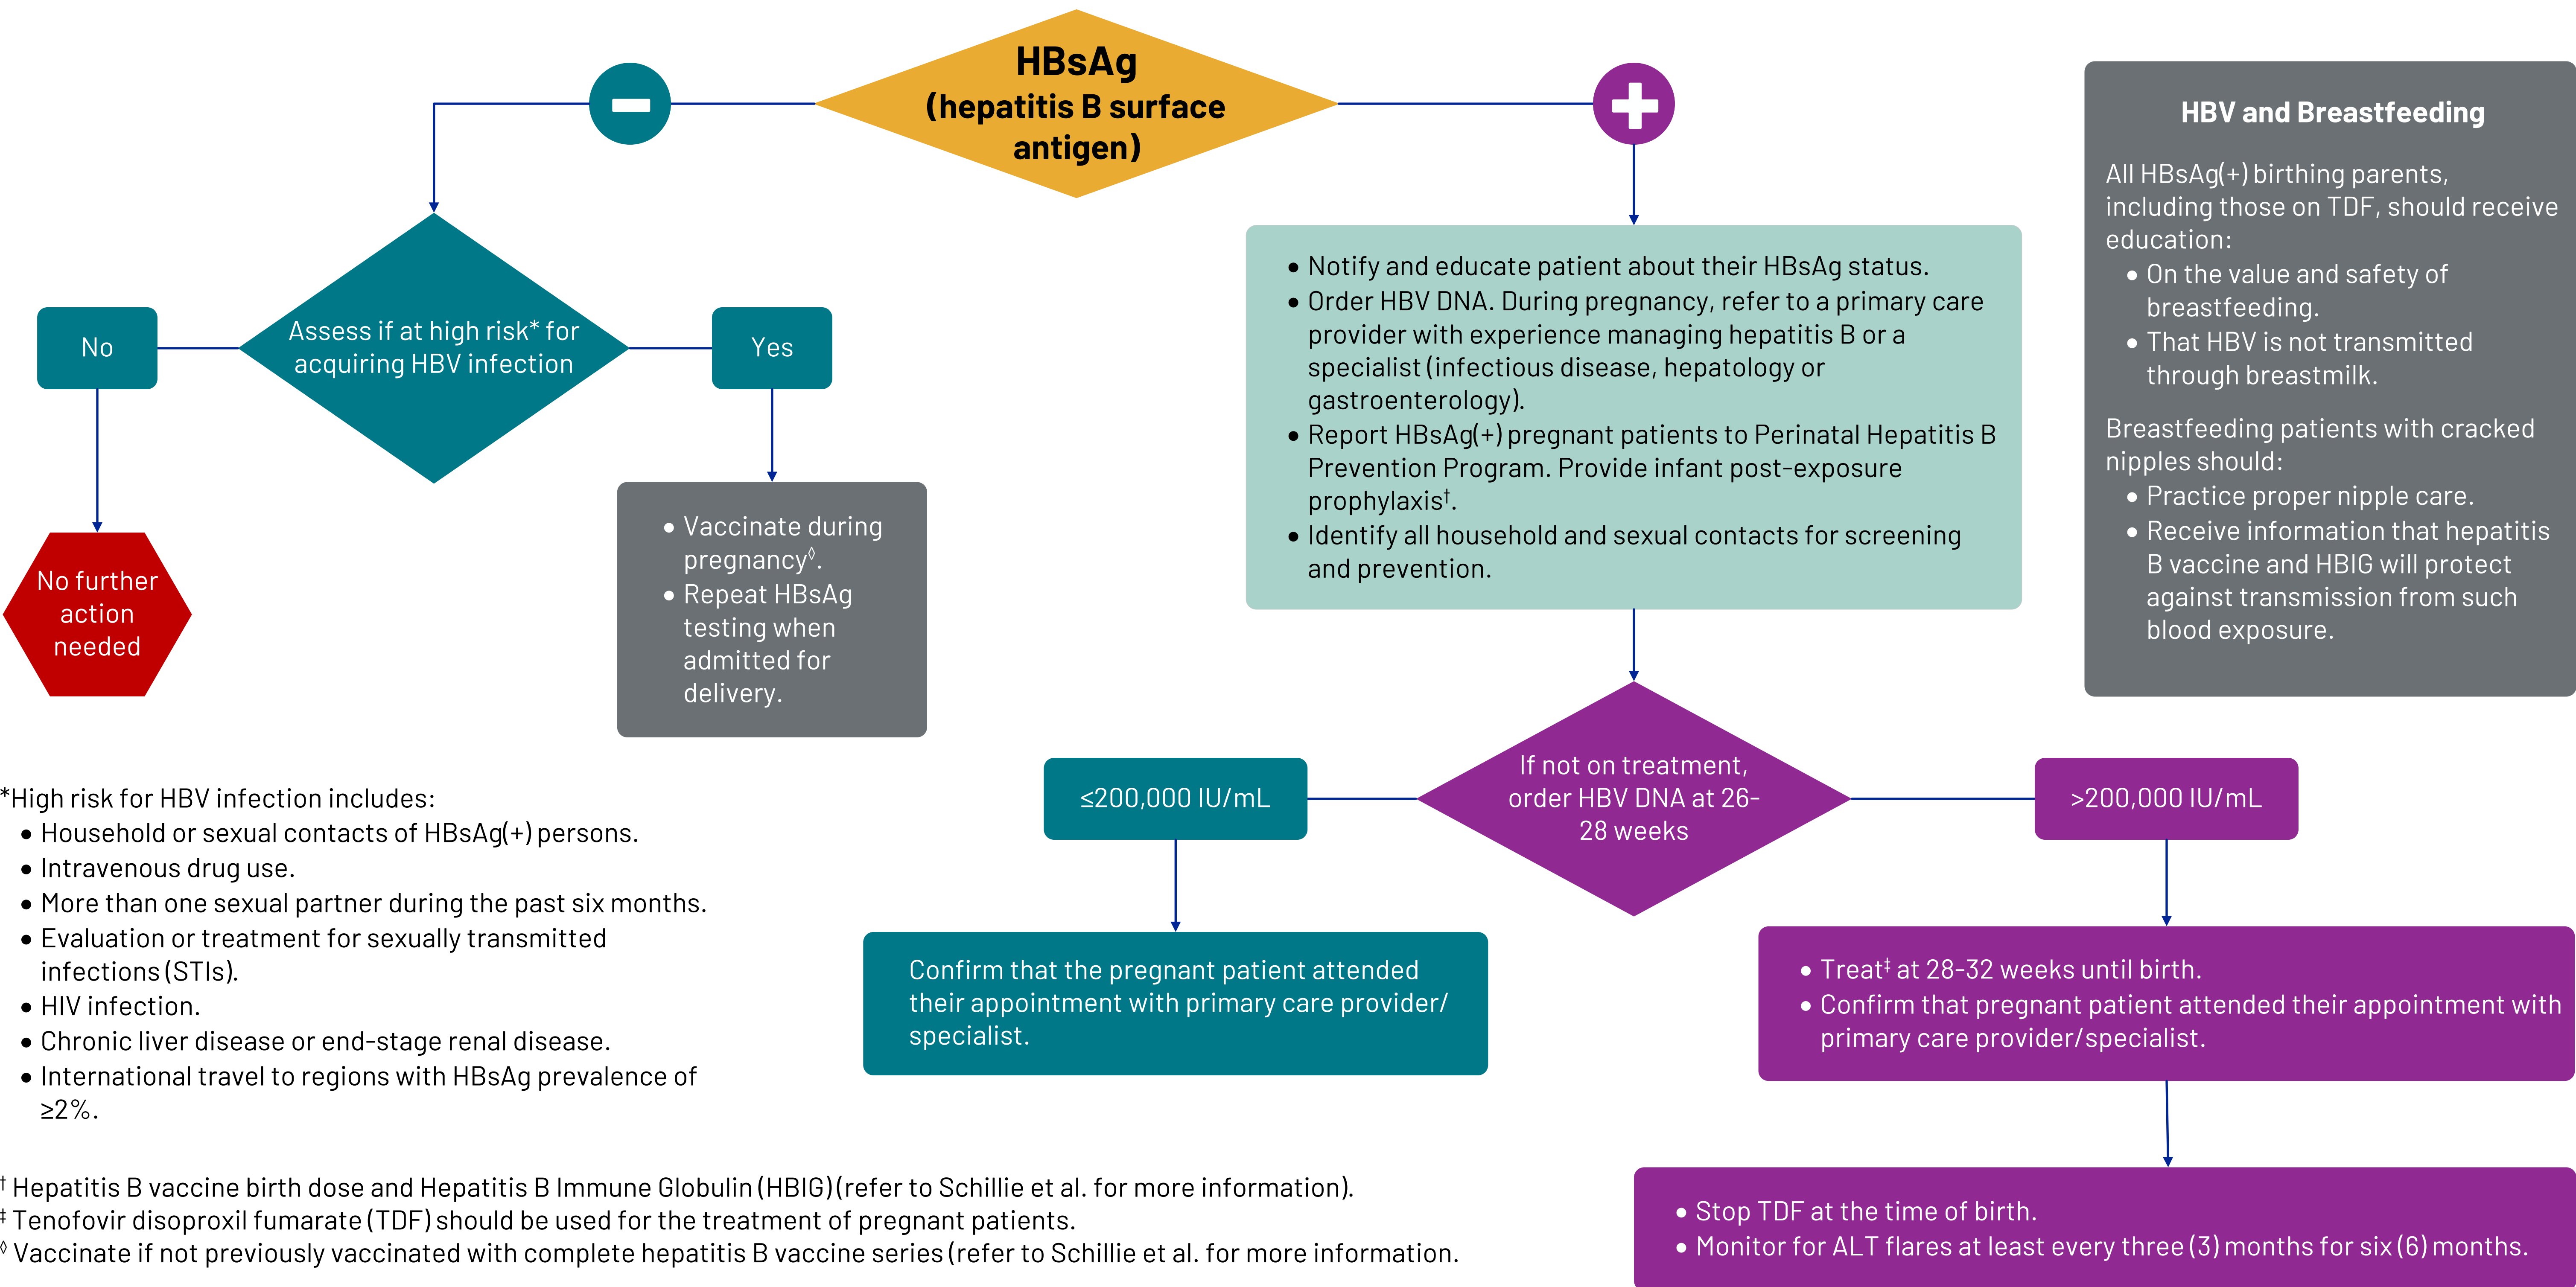 HBsAg
(hepatitis B surface
antigen)
Assess if at high risk* for
acquiring HBV infection
No
Yes
No further
action
needed
• Vaccinate during
pregnancy◊.
• Repeat HBsAg
testing when
admitted for
delivery.
• Notify and educate patient about their HBsAg status.
• Order HBV DNA. During pregnancy, refer to a primary care
provider with experience managing hepatitis B or a
specialist (infectious disease, hepatology or
gastroenterology).
• Report HBsAg(+) pregnant patients to Perinatal Hepatitis B
Prevention Program. Provide infant post-exposure
prophylaxis†.
• Identify all household and sexual contacts for screening
and prevention.
If not on treatment,
order HBV DNA at 26-
28 weeks
≤200,000 IU/mL
>200,000 IU/mL
Confirm that the pregnant patient attended
their appointment with primary care provider/
specialist.
• Treat‡ at 28-32 weeks until birth.
• Confirm that pregnant patient attended their appointment with
primary care provider/specialist.
• Stop TDF at the time of birth.
• Monitor for ALT flares at least every three (3) months for six (6) months.
HBV and Breastfeeding
All HBsAg(+) birthing parents,
including those on TDF, should receive
education:
• On the value and safety of
breastfeeding.
• That HBV is not transmitted
through breastmilk.
Breastfeeding patients with cracked
nipples should:
• Practice proper nipple care.
• Receive information that hepatitis
B vaccine and HBIG will protect
against transmission from such
blood exposure.
*High risk for HBV infection includes:
• Household or sexual contacts of HBsAg(+) persons.
• Intravenous drug use.
• More than one sexual partner during the past six months.
• Evaluation or treatment for sexually transmitted
infections (STIs).
• HIV infection.
• Chronic liver disease or end-stage renal disease.
• International travel to regions with HBsAg prevalence of
≥2%.
† Hepatitis B vaccine birth dose and Hepatitis B Immune Globulin (HBIG) (refer to Schillie et al. for more information).
‡ Tenofovir disoproxil fumarate (TDF) should be used for the treatment of pregnant patients.
◊ Vaccinate if not previously vaccinated with complete hepatitis B vaccine series (refer to Schillie et al. for more information.